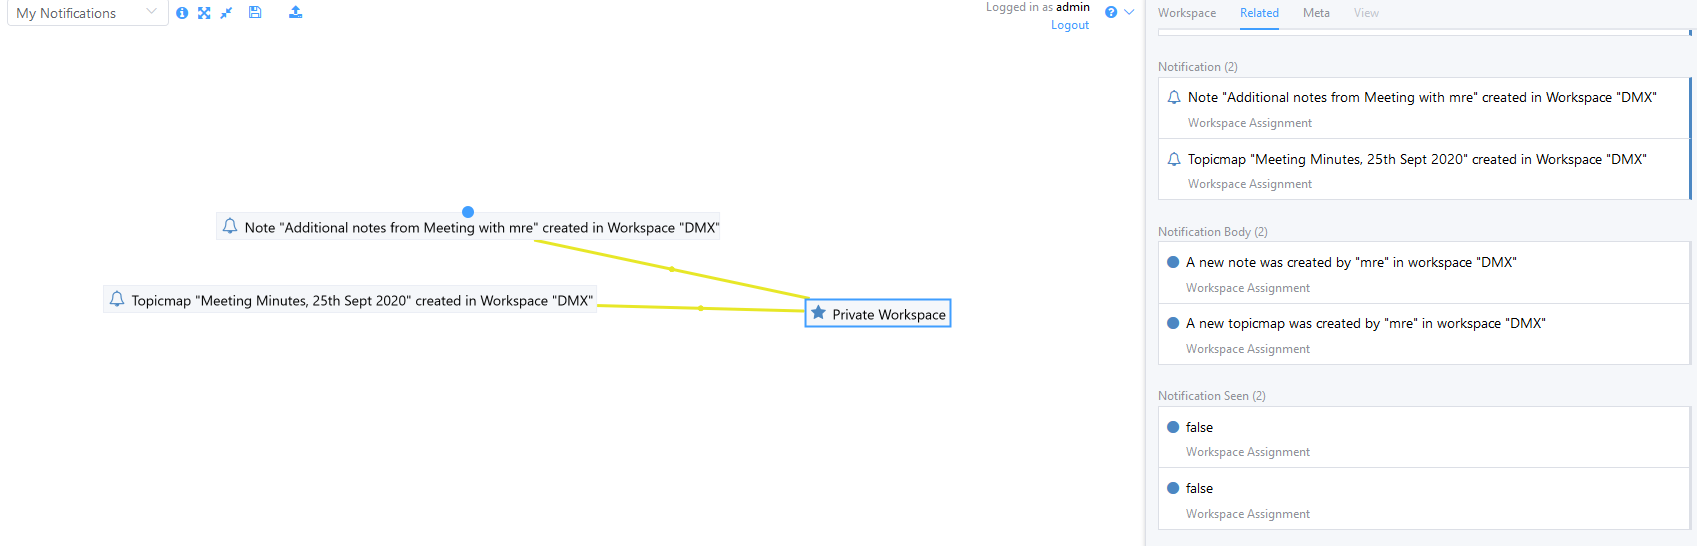 My Notifications
Logged in as admin
Logout
Note "Additional notes from Meeting with mre" created in Workspace "DMX"
Topicmap "Meeting Minutes, 25th Sept 2020" created in Workspace "DMX"
Private Workspace
Workspace Related Meta View
Notification (2)
Note "Additional notes from Meeting with mre" created in Workspace "DMX"
Workspace Assignment
Topicmap "Meeting Minutes, 25th Sept 2020" created in Workspace "DMX"
Workspace Assignment
Notification Body (2)
A new note was created by "mre" in workspace "DMX"
Workspace Assignment
A new topicmap was created by "mre" in workspace "DMX"
Workspace Assignment
Notification Seen (2)
false
Workspace Assignment
false
Workspace Assignment